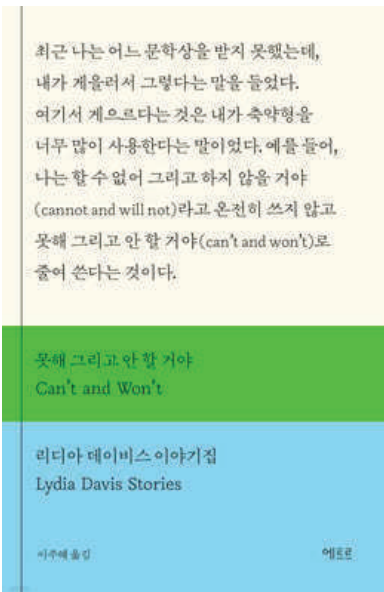 최근 나는 어느 문학상을 받지 못했는데,
내가 게을러서 그렇다는 말을 들었다.
여기서 게으르다는 것은 내가 축약형을
너무 많이 사용한다는 말이었다. 예를 들어,
나는 할 수 없어 그리고 하지 않을 거야
(cannot and will not)라고 온전히 쓰지 않고
못해 그리고 안 할 거야(can't and won't)로
줄여 쓴다는 것이다.
못해 그리고 안 할 거야
Can't and Won't
리디아 데이비스 이야기집
Lydia Davis Stories
이주혜 옮김
에트르